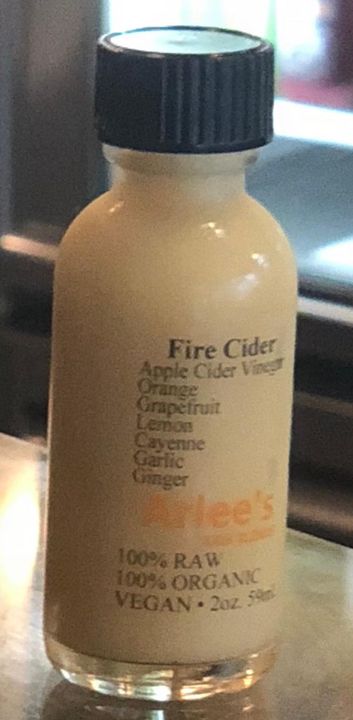 Fire Cider
Apple Cider Vinegar
Orange
Grapefruit
Lemon
Cayenne
Garlic
Ginger
Arlee's
100% RAW
100% ORGANIC
VEGAN • 2oz. 59mL